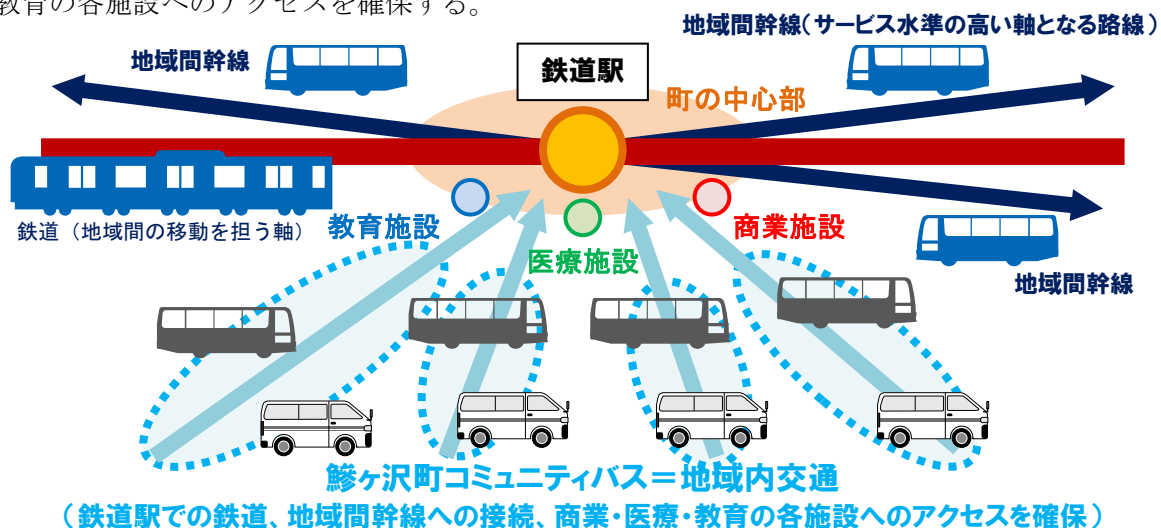 教育の各施設へのアクセスを確保する。
地域間幹線(サービス水準の高い軸となる路線)
地域間幹線
鉄道駅
町の中心部
鉄道（地域間の移動を担う軸）
教育施設
商業施設
医療施設
地域間幹線
鰺ヶ沢町コミュニティバス＝地域内交通
(鉄道駅での鉄道、地域間幹線への接続、商業・医療・教育の各施設へのアクセスを確保)